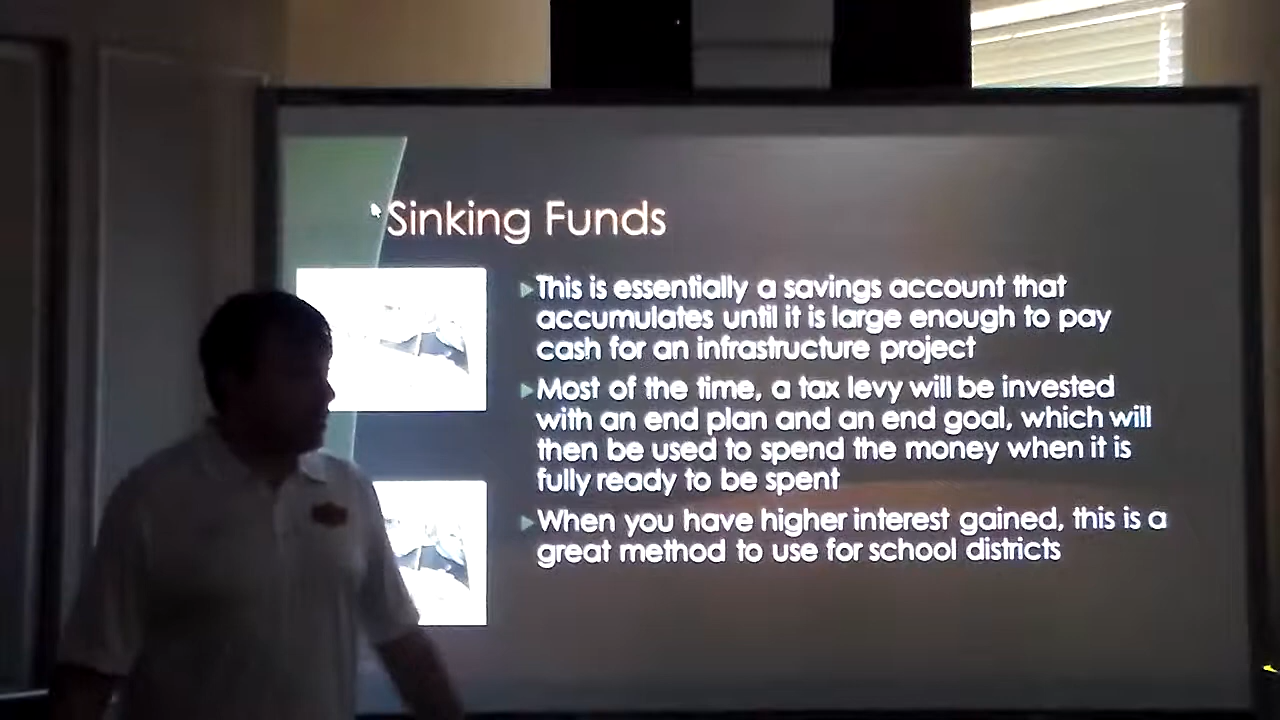 Sinking Funds
This is essentially a savings account that
accumulates until it is large enough to pay
cash for an infrastructure project
Most of the time, a tax levy will be invested
with an end plan and an end goal, which will
then be used to spend the money when it is
fully ready to be spent
When you have higher interest gained, this is a
great method to use for school districts